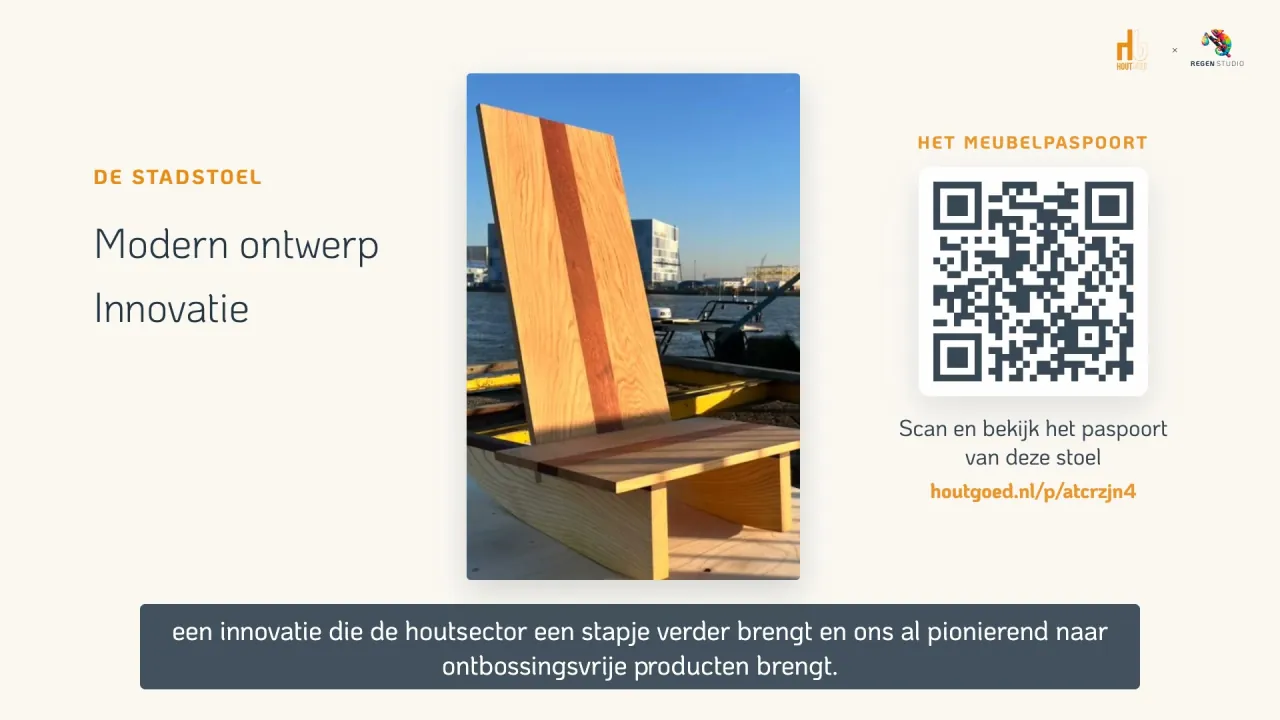 HOUT
×
REGEN STUDIO
DE STADSTOEL
Modern ontwerp
Innovatie
HET MEUBELPASPOORT
Scan en bekijk het paspoort
van deze stoel
houtgoed.nl/p/atcrzjn4
een innovatie die de houtsector een stapje verder brengt en ons al pionierend naar
ontbossingsvrije producten brengt.